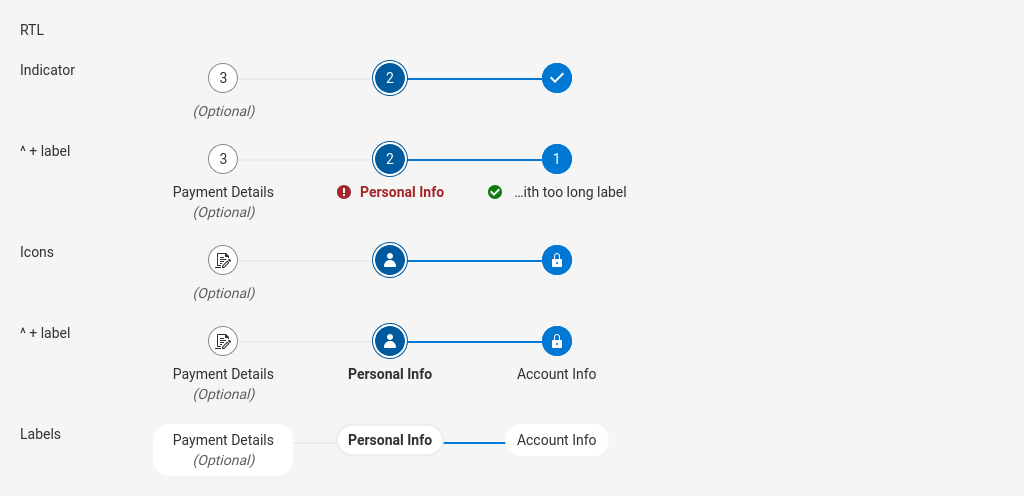 RTL
Indicator
3 2
(Optional)
^ + label
3 2 1
Payment Details Personal Info ...ith too long label
(Optional)
Icons
(Optional)
^ + label
Payment Details Personal Info Account Info
(Optional)
Labels
Payment Details Personal Info Account Info
(Optional)